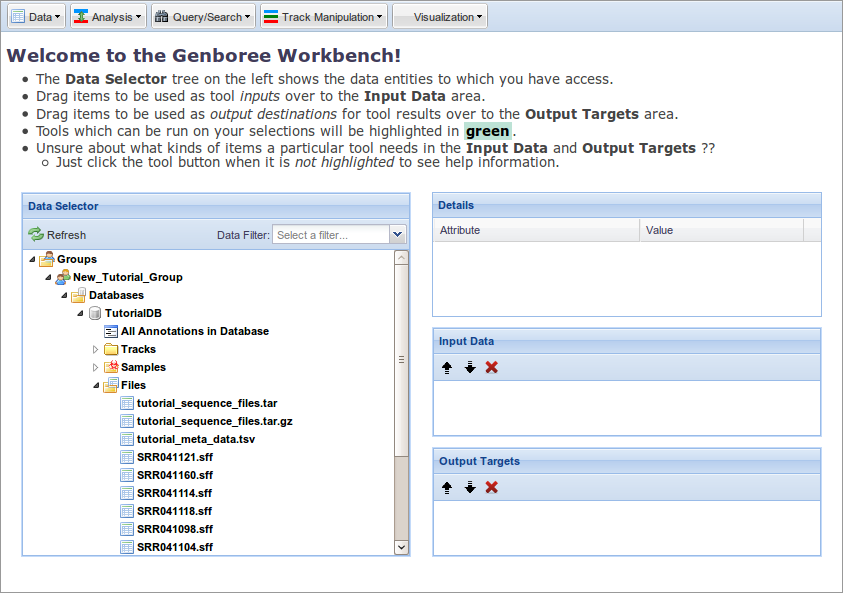 Data Analysis Query/Search Track Manipulation Visualization
Welcome to the Genboree Workbench!
The Data Selector tree on the left shows the data entities to which you have access.
Drag items to be used as tool inputs over to the Input Data area.
Drag items to be used as output destinations for tool results over to the Output Targets area.
Tools which can be run on your selections will be highlighted in green.
Unsure about what kinds of items a particular tool needs in the Input Data and Output Targets ??
Just click the tool button when it is not highlighted to see help information.
Data Selector
Refresh Data Filter: Select a filter...
Groups
New_Tutorial_Group
Databases
TutorialDB
All Annotations in Database
Tracks
Samples
Files
tutorial_sequence_files.tar
tutorial_sequence_files.tar.gz
tutorial_meta_data.tsv
SRR041121.sff
SRR041160.sff
SRR041114.sff
SRR041118.sff
SRR041098.sff
SRR041104.sff
Details
Attribute Value
Input Data
Output Targets